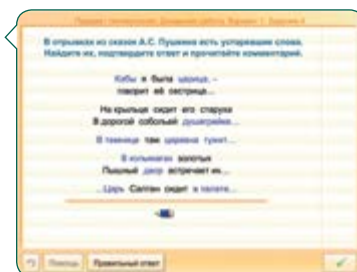 В отрывках из сказок А.С. Пушкина есть устаревшие слова.
Найдите их, подтвердите ответ и прочитайте комментарий.
Кабы я была царица, –
говорит ей сестрица...
На крыльце сидит его старуха
В дорогой собольей душегрейке...
В темнице там царевна тужит...
В колымагах золотых
Пышный двор встречает их...
...Царь Салтан сидит в палате...
Помощь Правильный ответ